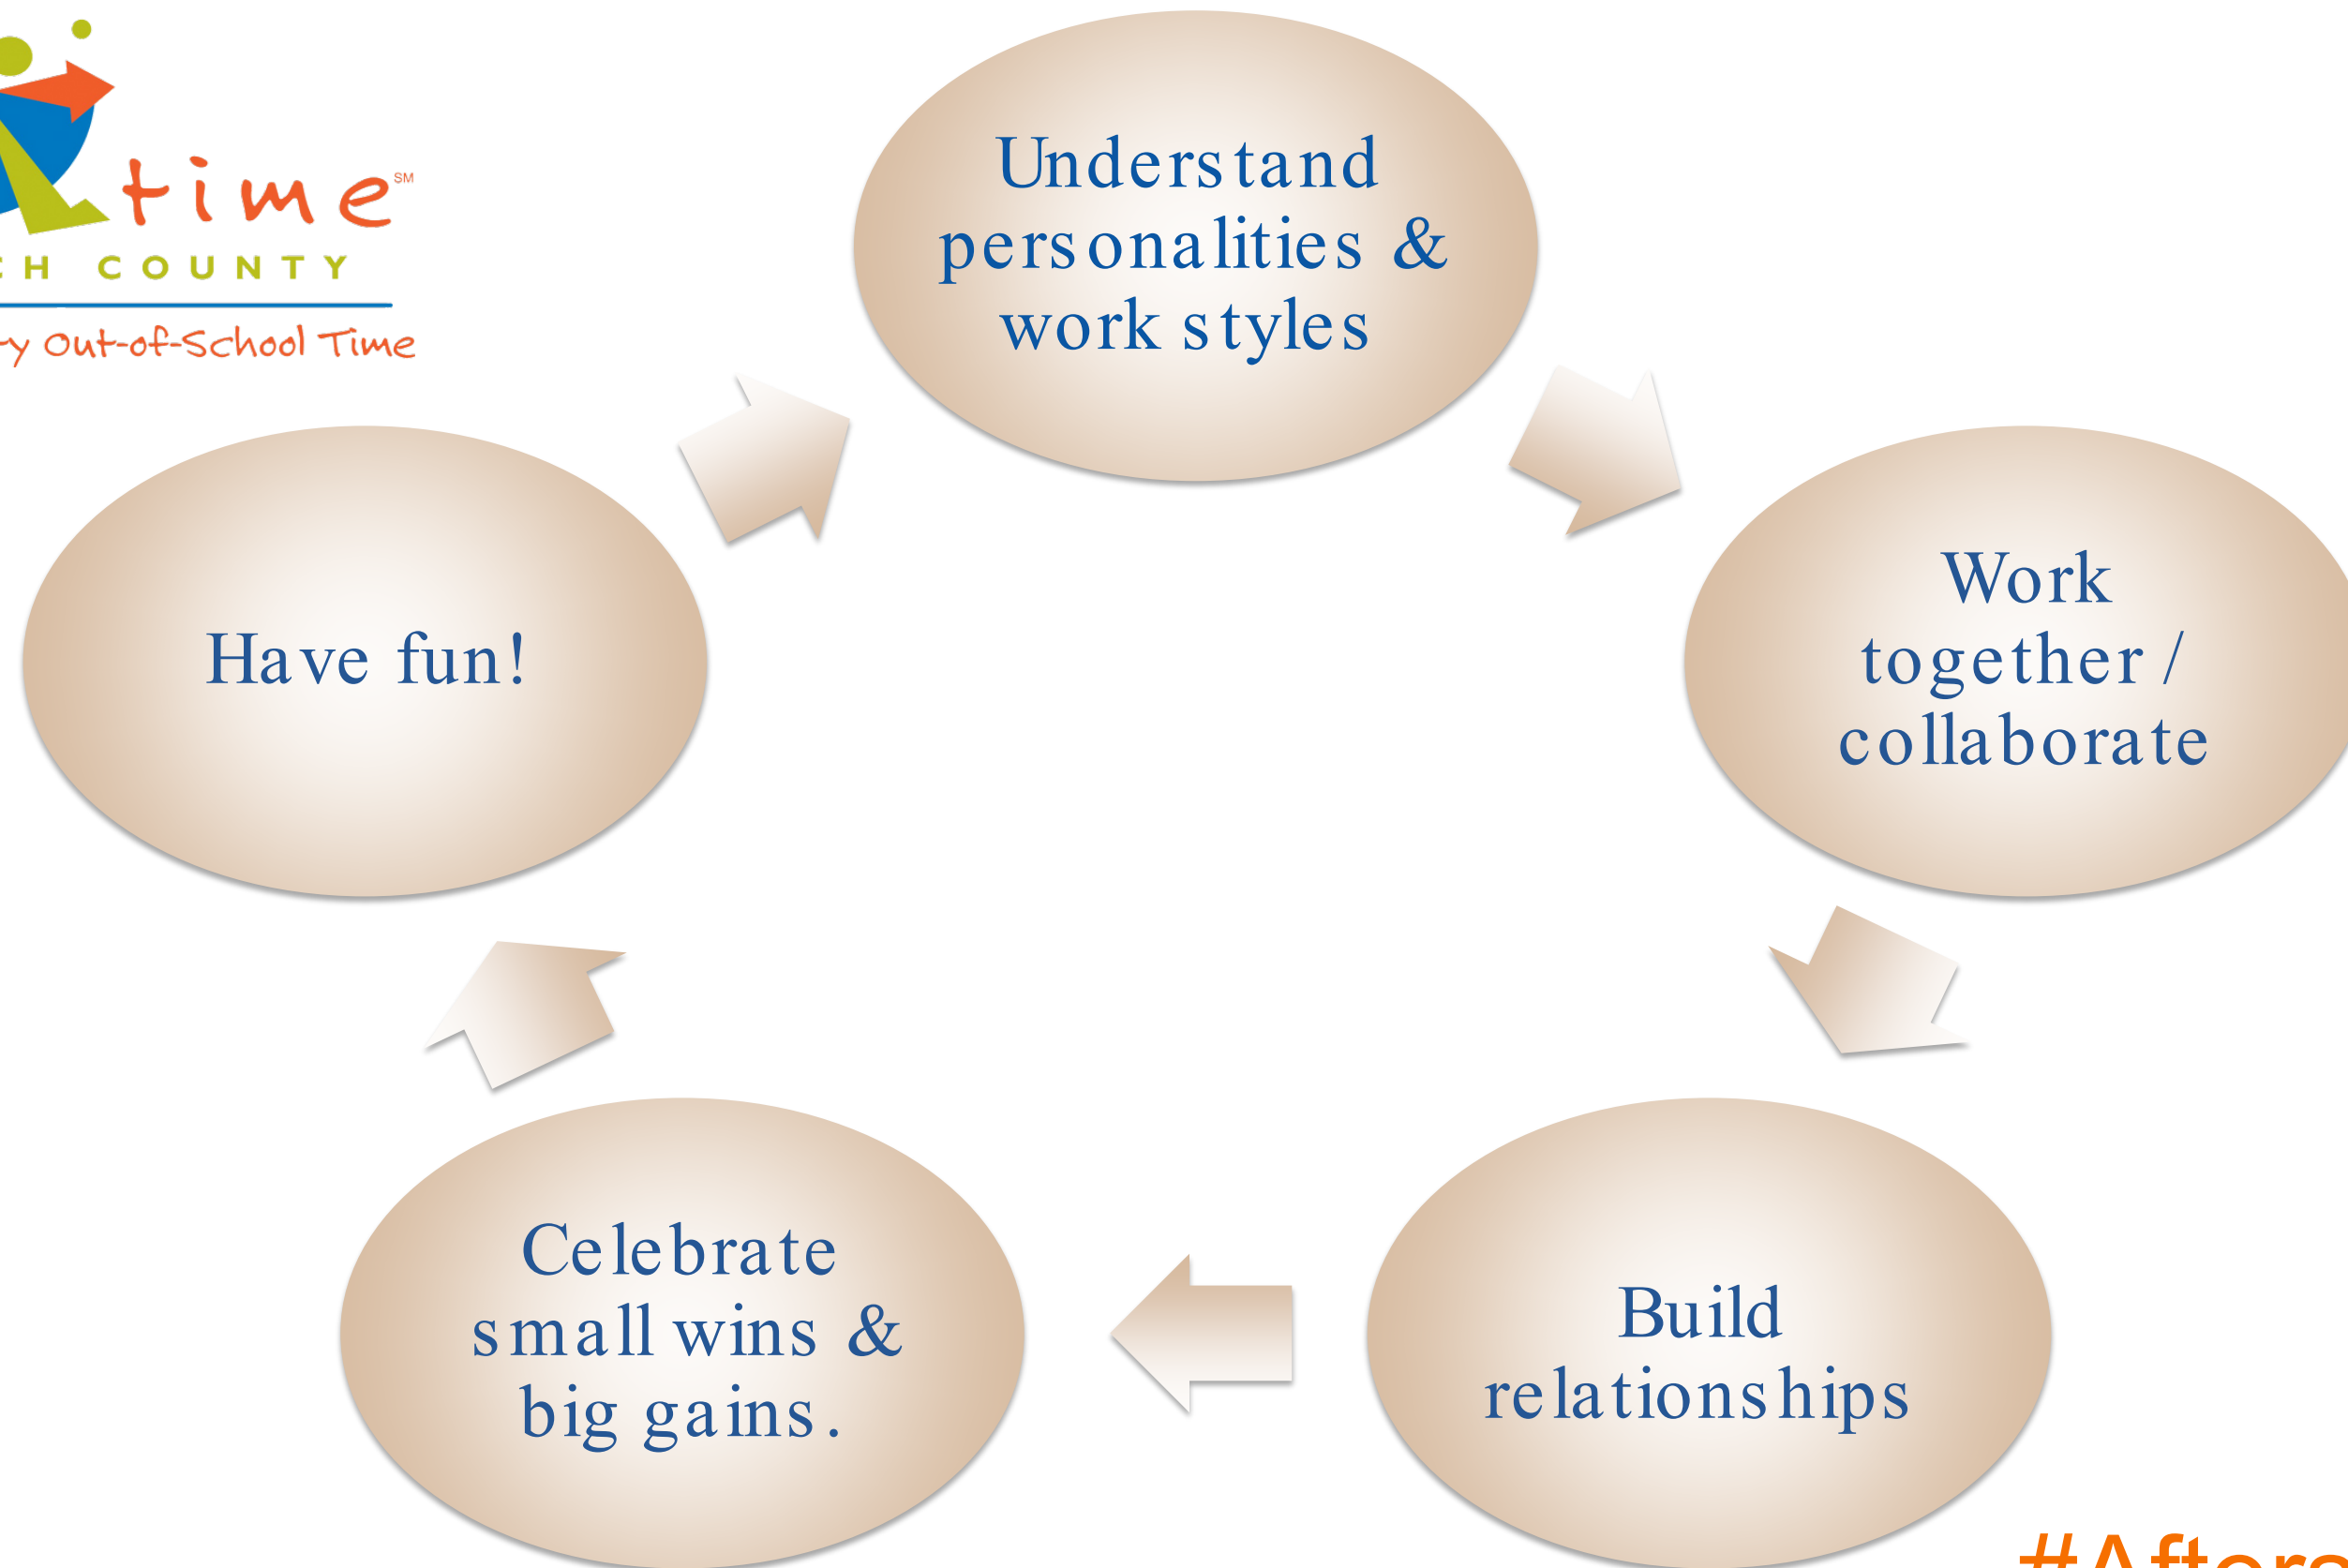 time SM
COUNTY
Out-of-School Time
Understand
personalities &
work styles
Work
together /
collaborate
Build
relationships
Celebrate
small wins &
big gains.
Have fun!